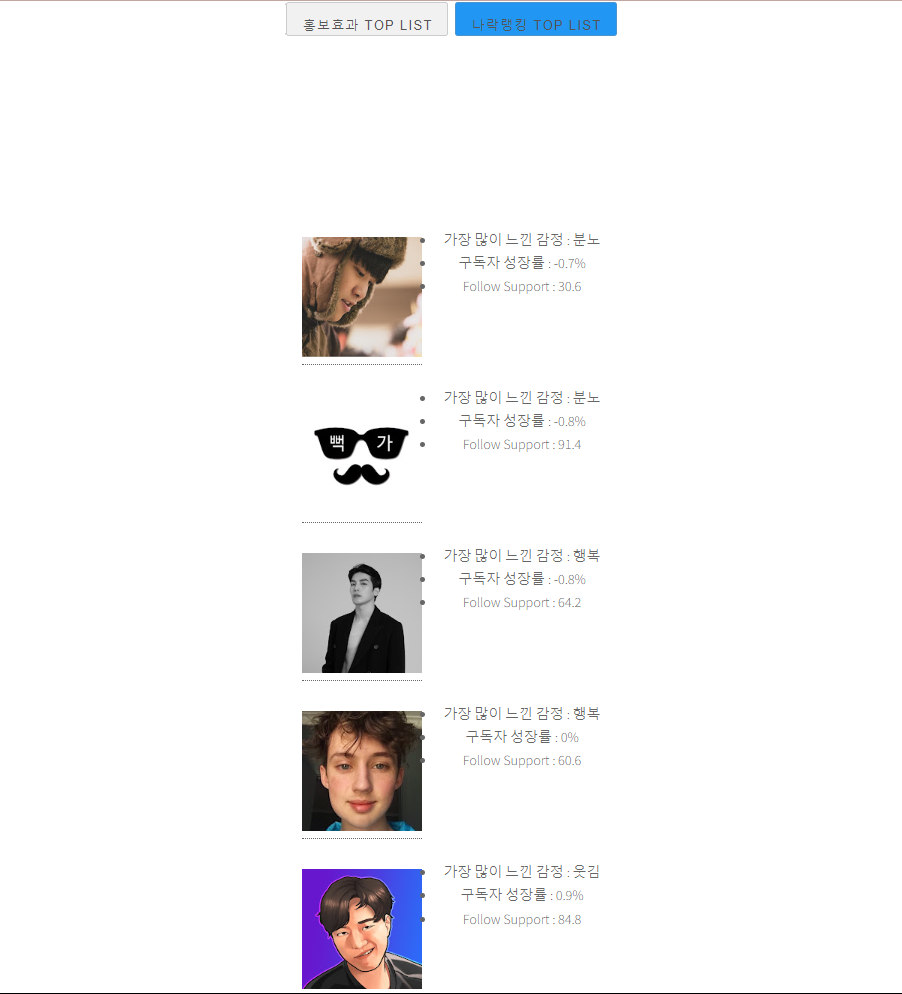 홍보효과 TOP LIST
나락랭킹 TOP LIST
가장 많이 느낀 감정 : 분노
구독자 성장률 : -0.7%
Follow Support : 30.6
뻑 가
가장 많이 느낀 감정 : 분노
구독자 성장률 : -0.8%
Follow Support : 91.4
가장 많이 느낀 감정 : 행복
구독자 성장률 : -0.8%
Follow Support : 64.2
가장 많이 느낀 감정 : 행복
구독자 성장률 : 0%
Follow Support : 60.6
가장 많이 느낀 감정 : 웃김
구독자 성장률 : 0.9%
Follow Support : 84.8